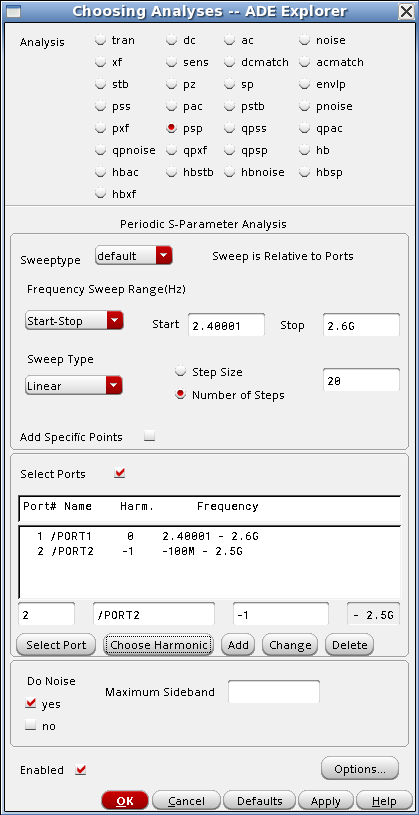 Choosing Analyses -- ADE Explorer
Analysis tran dc ac noise
xf sens dcmatch acmatch
stb pz sp envlp
pss pac pstb pnoise
pxf psp qpss qpac
qpnoise qpxf qpsp hb
hbac hbstb hbnoise hbsp
hbxf
Periodic S-Parameter Analysis
Sweeptype default Sweep is Relative to Ports
Frequency Sweep Range(Hz)
Start-Stop Start 2.40001 Stop 2.6G
Sweep Type
Step Size
Linear 20
Number of Steps
Add Specific Points
Select Ports
Port# Name Harm. Frequency
1 /PORT1 0 2.40001 - 2.6G
2 /PORT2 -1 -100M - 2.5G
2 /PORT2 -1 - 2.5G
Select Port Choose Harmonic Add Change Delete
Do Noise
Maximum Sideband
yes
no
Enabled Options...
OK Cancel Defaults Apply Help